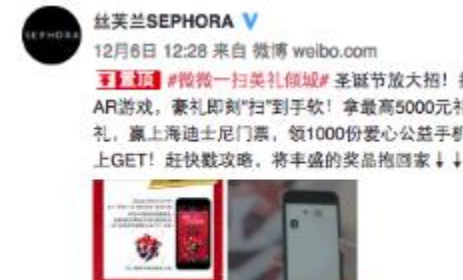 丝芙兰SEPHORA
SEPHORA
12月6日 12:28 来自 微博 weibo.com
置顶 #微微一扫美礼倾城# 圣诞节放大招！
AR游戏，豪礼即刻"扫"到手软！拿最高5000元礼
礼，赢上海迪士尼门票，领1000份爱心公益手机
上GET！赶快戳攻略，将丰盛的奖品抱回家↓↓